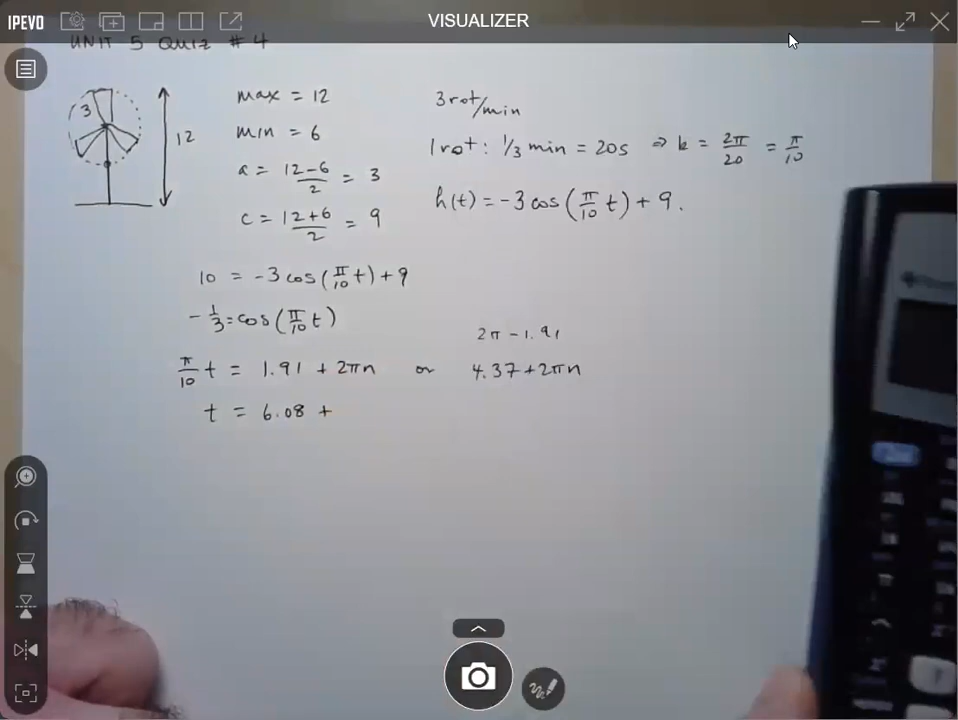 IPEVO
VISUALIZER
UNIT 5 QUIZ #4
3
12
max = 12
min = 6
a = 12-6/2 = 3
c = 12+6/2 = 9
3rot/min
1 rot : 1/3 min = 20s ⇒ k = 2π/20 = π/10
h(t) = -3 cos(π/10 t) + 9.
10 = -3 cos(π/10 t) + 9
-1/3 = cos(π/10 t)
2π - 1.91
π/10 t = 1.91 + 2πn or 4.37 + 2πn
t = 6.08 +